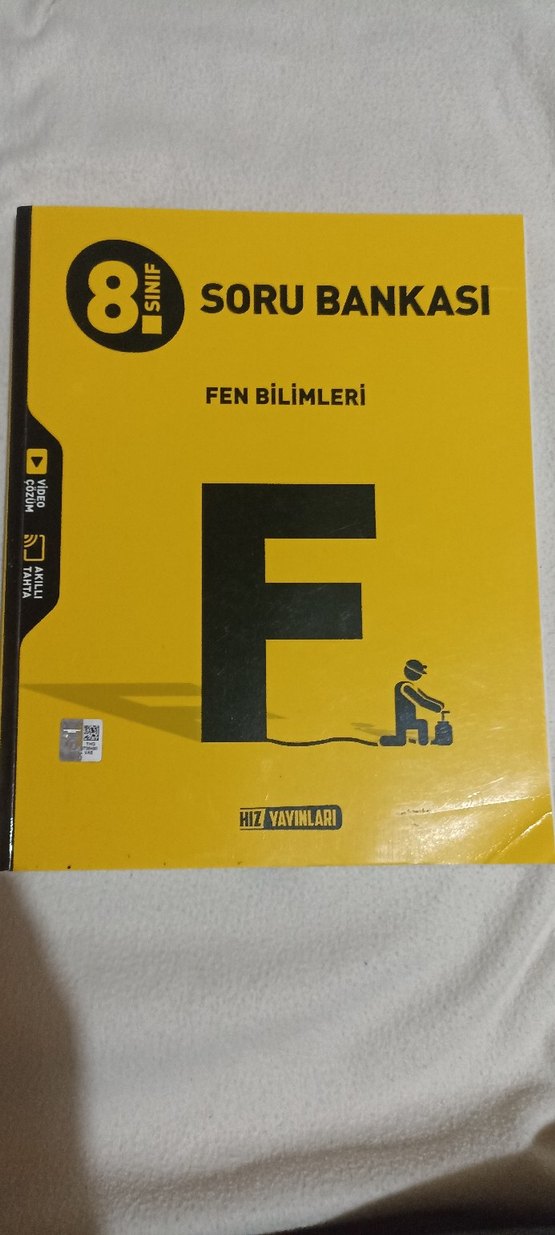 8. SINIF
SORU BANKASI
FEN BİLİMLERİ
VİDEO
ÇÖZÜM
AKILLI
TAHTA
F
HIZ YAYINLARI